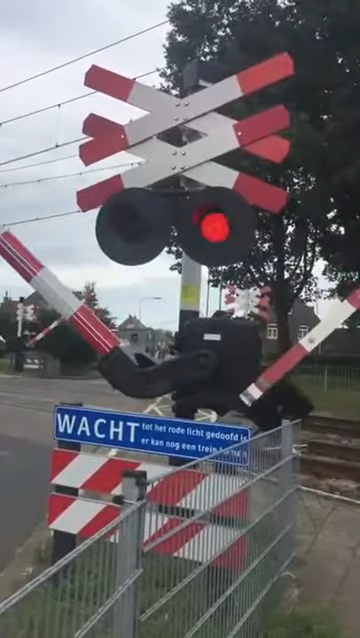 WACHT tot het rode licht gedoofd is
er kan nog een trein komen